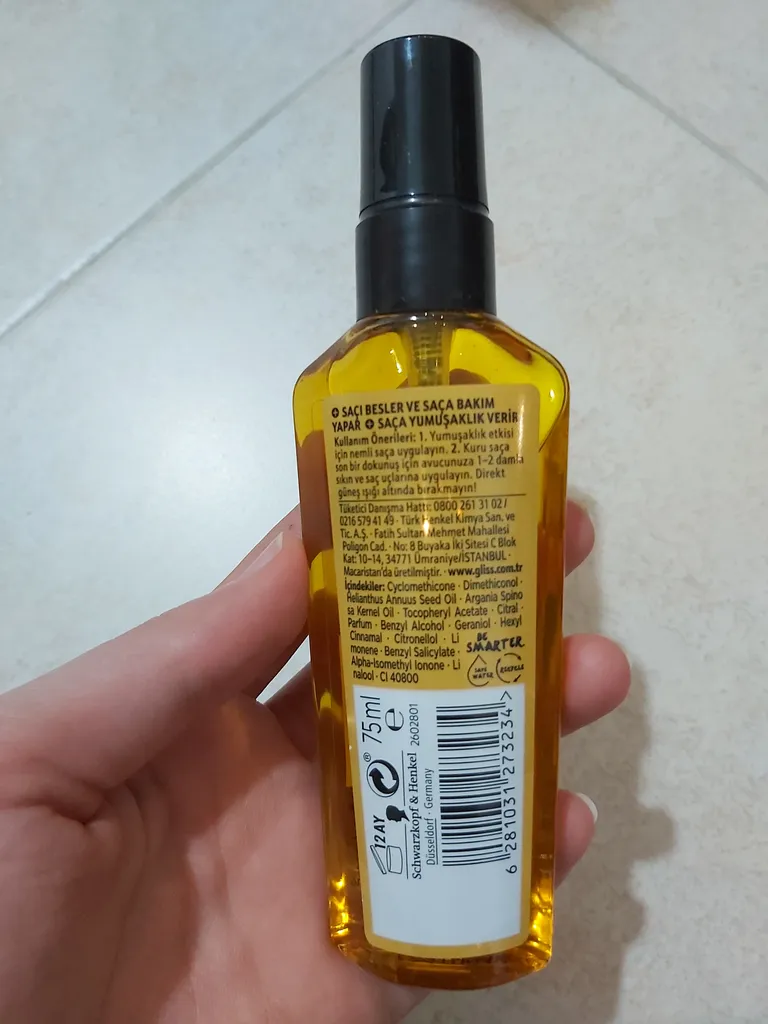 ✚ SAÇI BESLER VE SAÇA BAKIM
YAPAR ✚ SAÇA YUMUŞAKLIK VERİR
Kullanım Önerileri: 1. Yumuşaklık etkisi
için nemli saça uygulayın. 2. Kuru saça
son bir dokunuş için avucunuza 1-2 damla
sıkın ve saç uçlarına uygulayın. Direkt
güneş ışığı altında bırakmayın!
Tüketici Danışma Hattı: 0800 261 31 02 /
0216 579 41 49 · Türk Henkel Kimya San. ve
Tic. A.Ş. · Fatih Sultan Mehmet Mahallesi
Poligon Cad. · No: 8 Buyaka İki Sitesi C Blok
Kat: 10-14, 34771 Ümraniye/İSTANBUL ·
Macaristan'da üretilmiştir. · www.gliss.com.tr
İçindekiler: Cyclomethicone · Dimethiconol ·
Helianthus Annuus Seed Oil · Argania Spino
sa Kernel Oil · Tocopheryl Acetate · Citral ·
Parfum · Benzyl Alcohol · Geraniol · Hexyl
Cinnamal · Citronellol · Li
monene · Benzyl Salicylate ·
Alpha-Isomethyl Ionone · Li
nalool · CI 40800
BE
SMARTER
SAVE
WATER
RECYCLE
75ml e
12 AY
Schwarzkopf & Henkel 2602801
Düsseldorf · Germany
6 281031 273234 >